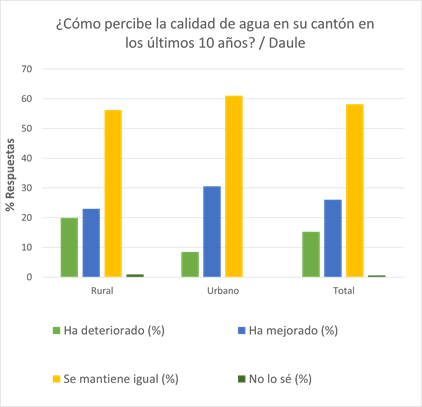 ¿Cómo percibe la calidad de agua en su cantón en
los últimos 10 años? / Daule
% Respuestas
70
60
50
40
30
20
10
0
Rural
Urbano
Total
Ha deteriorado (%)
Ha mejorado (%)
Se mantiene igual (%)
No lo sé (%)